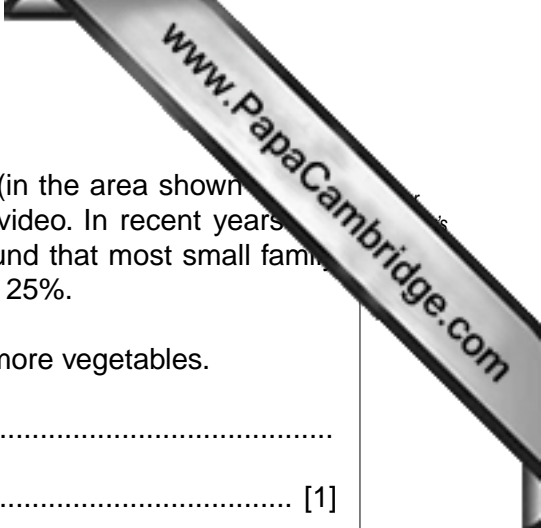 www.PapaCambridge.com
(in the area shown
video. In recent years
und that most small family
25%.
more vegetables.
....................................................
.......................................... [1]